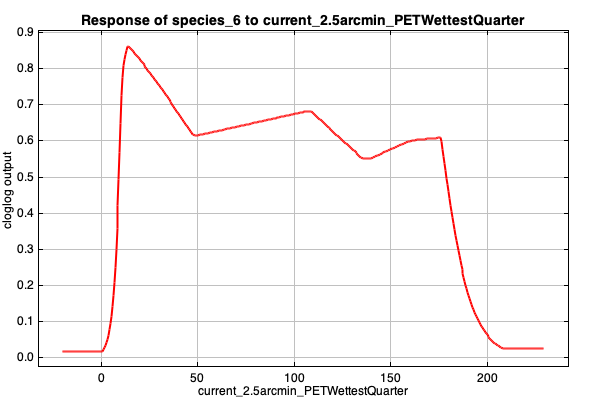 Response of species_6 to current_2.5arcmin_PETWettestQuarter
cloglog output
0.9
0.8
0.7
0.6
0.5
0.4
0.3
0.2
0.1
0.0
0 50 100 150 200
current_2.5arcmin_PETWettestQuarter